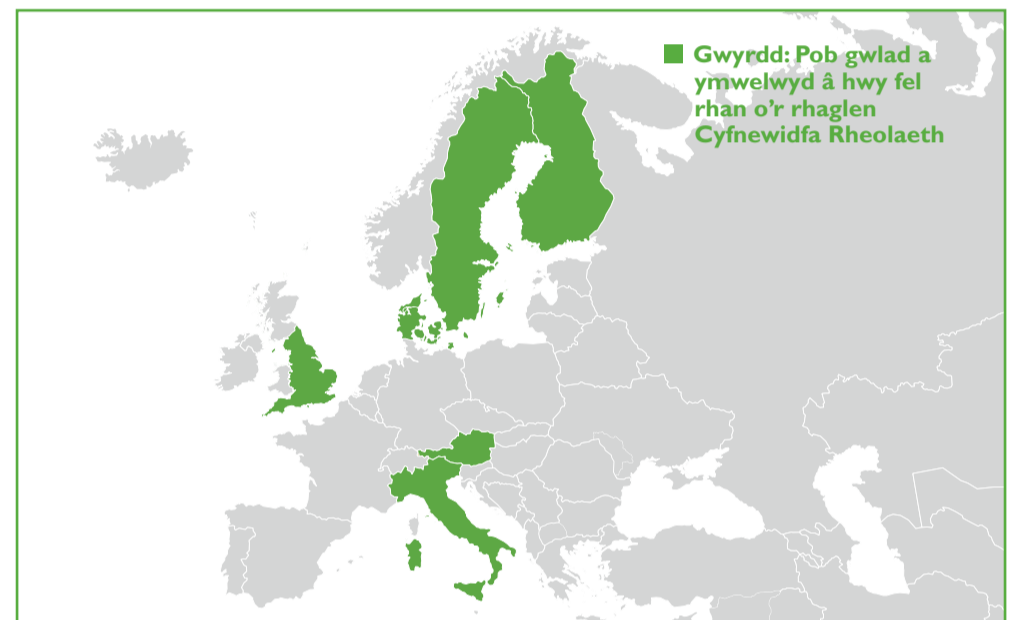 Gwyrdd: Pob gwlad a
ymwelwyd â hwy fel
rhan o’r rhaglen
Cyfnewidfa Rheolaeth